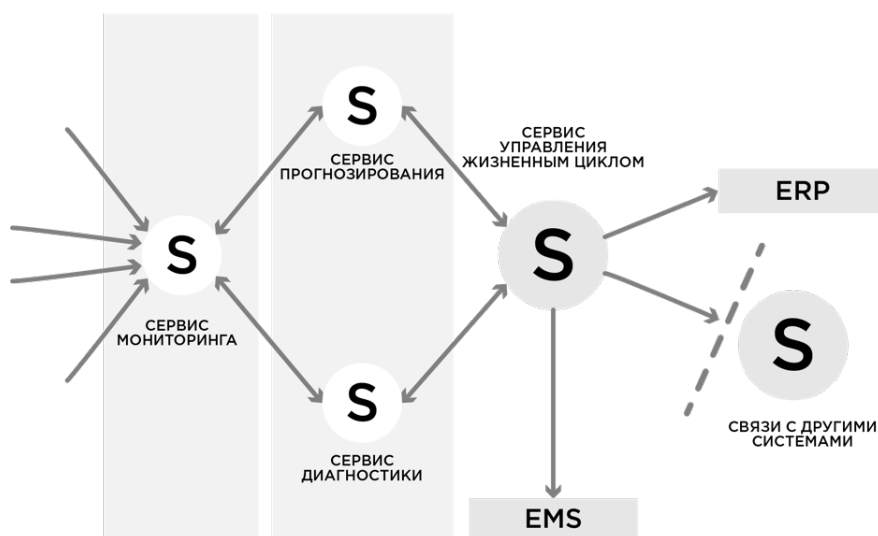 S
СЕРВИС
ПРОГНОЗИРОВАНИЯ
СЕРВИС
УПРАВЛЕНИЯ
ЖИЗНЕННЫМ ЦИКЛОМ
ERP
S
СЕРВИС
МОНИТОРИНГА
S
S
СВЯЗИ С ДРУГИМИ
СИСТЕМАМИ
S
СЕРВИС
ДИАГНОСТИКИ
EMS